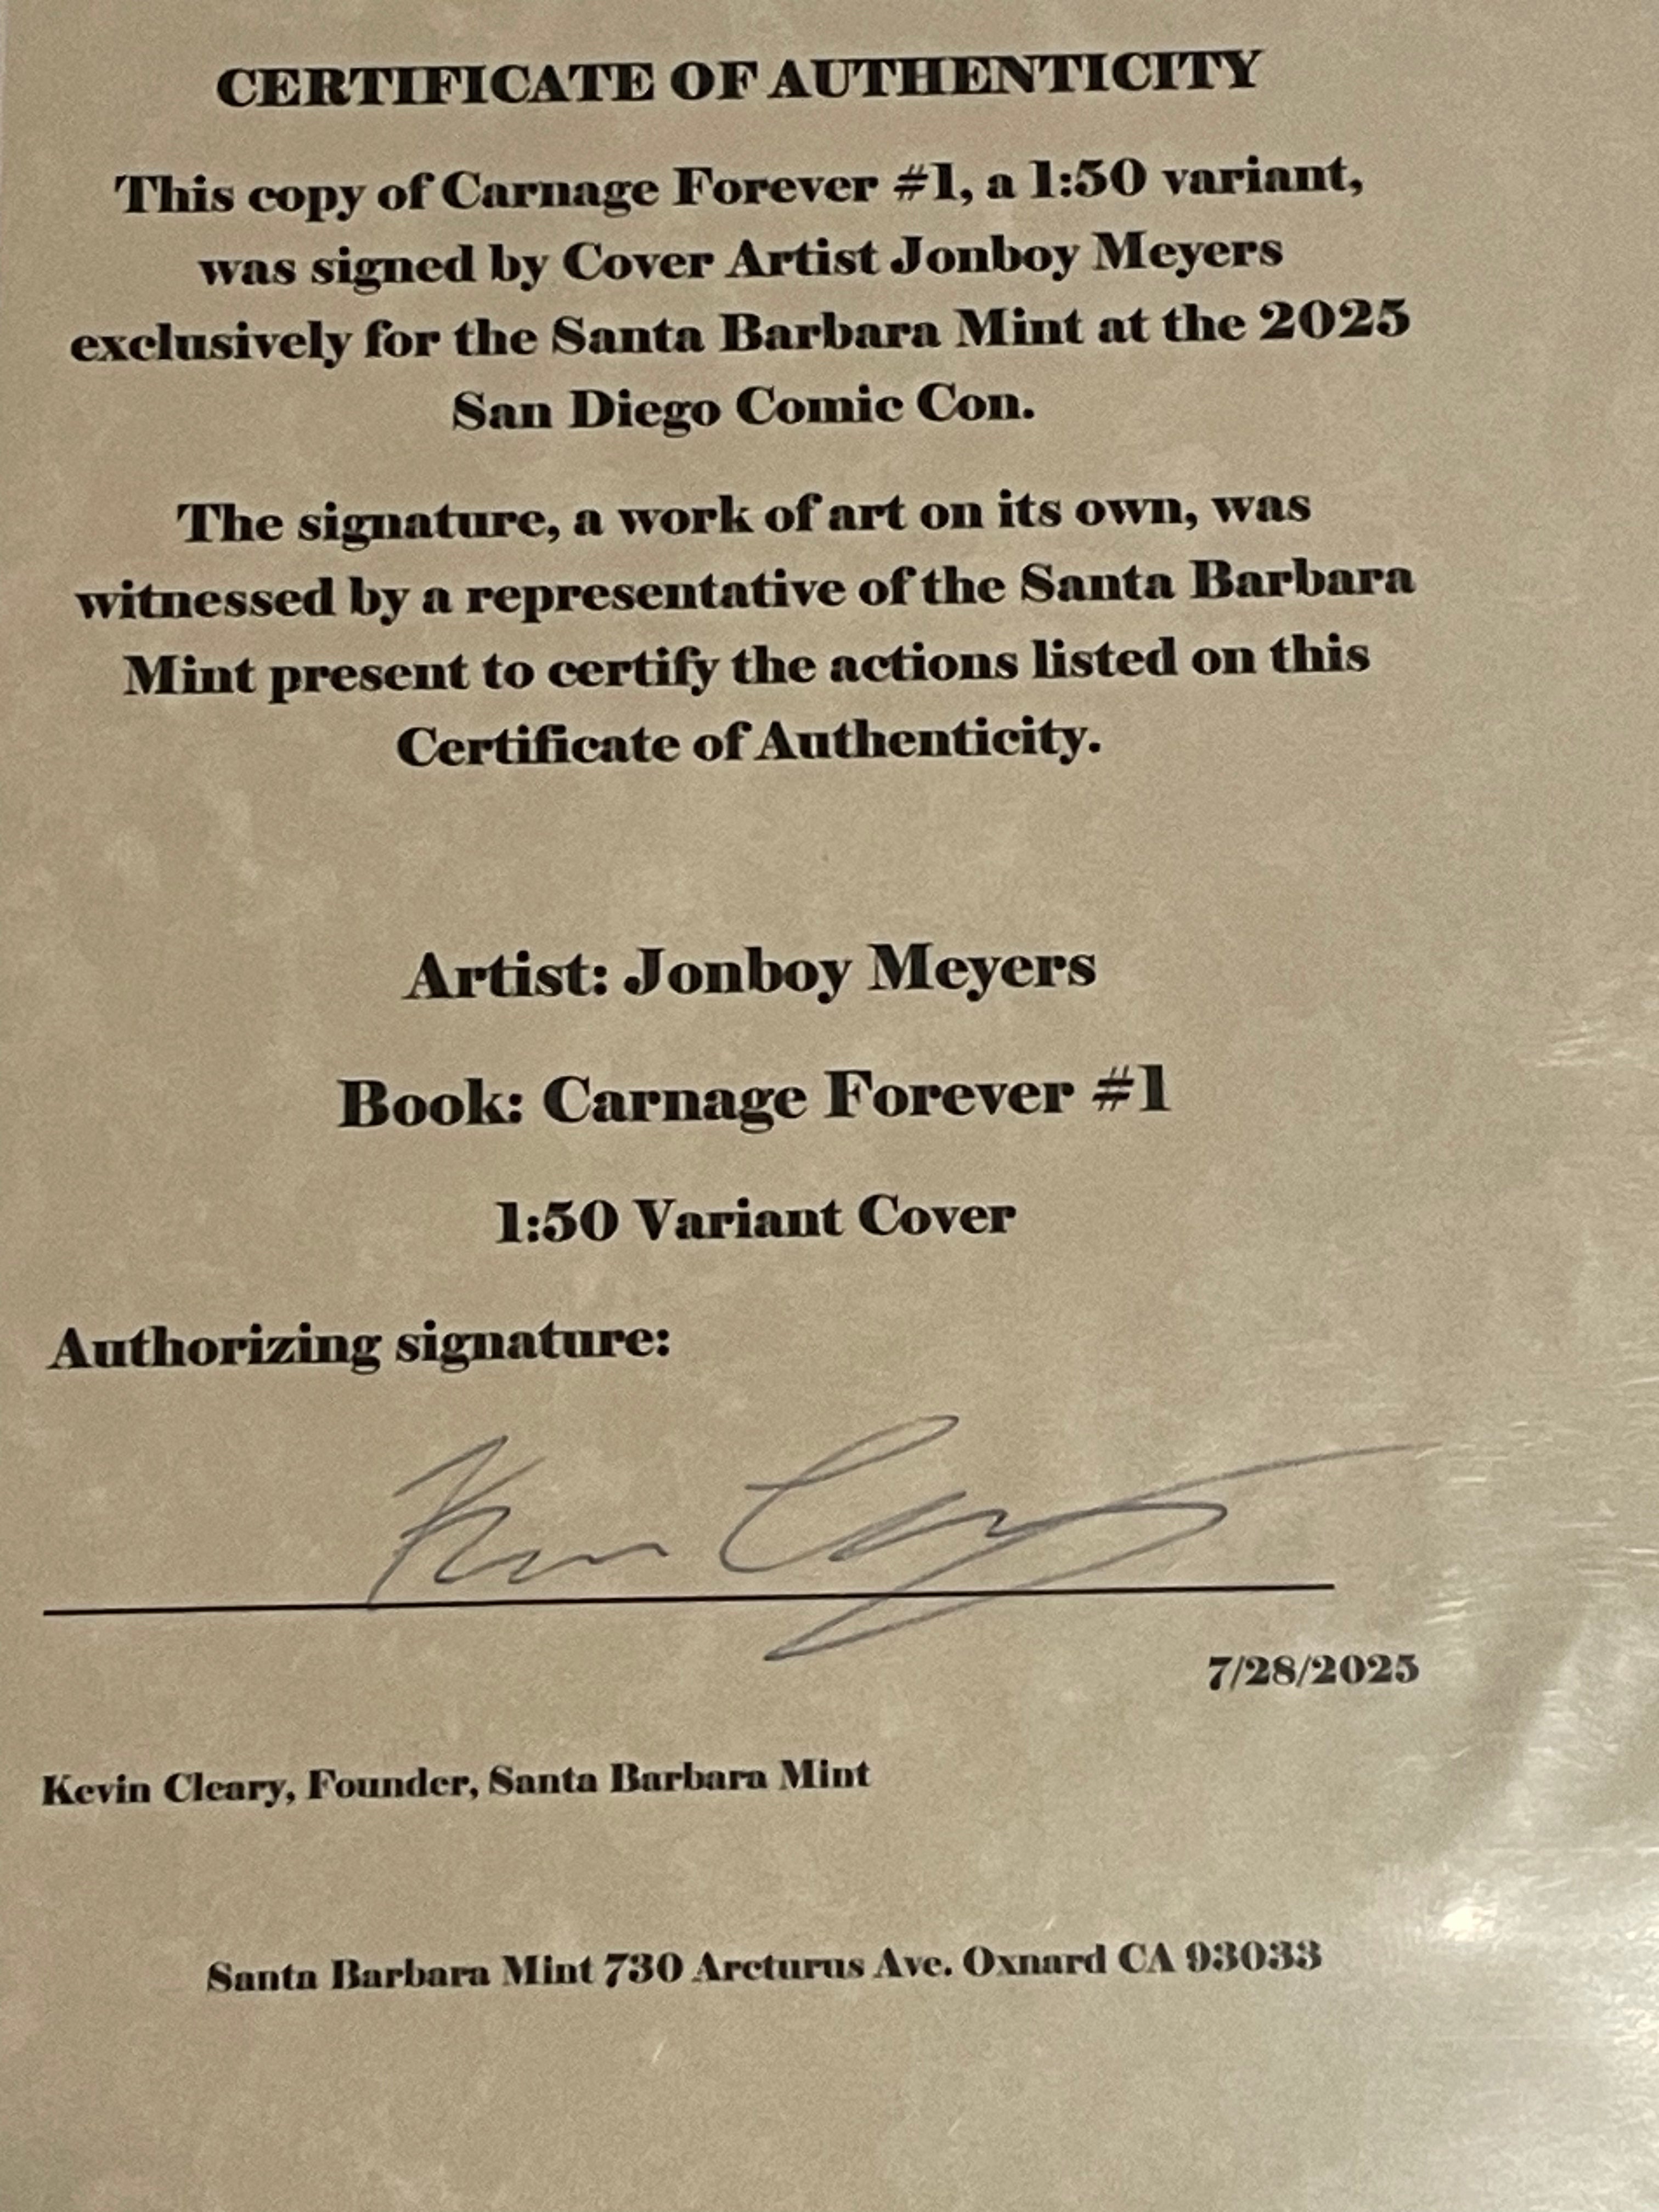 CERTIFICATE OF AUTHENTICITY
This copy of Carnage Forever #1, a 1:50 variant,
was signed by Cover Artist Jonboy Meyers
exclusively for the Santa Barbara Mint at the 2025
San Diego Comic Con.
The signature, a work of art on its own, was
witnessed by a representative of the Santa Barbara
Mint present to certify the actions listed on this
Certificate of Authenticity.
Artist: Jonboy Meyers
Book: Carnage Forever #1
1:50 Variant Cover
Authorizing signature:
7/28/2025
Kevin Cleary, Founder, Santa Barbara Mint
Santa Barbara Mint 730 Arcturus Ave. Oxnard CA 93033